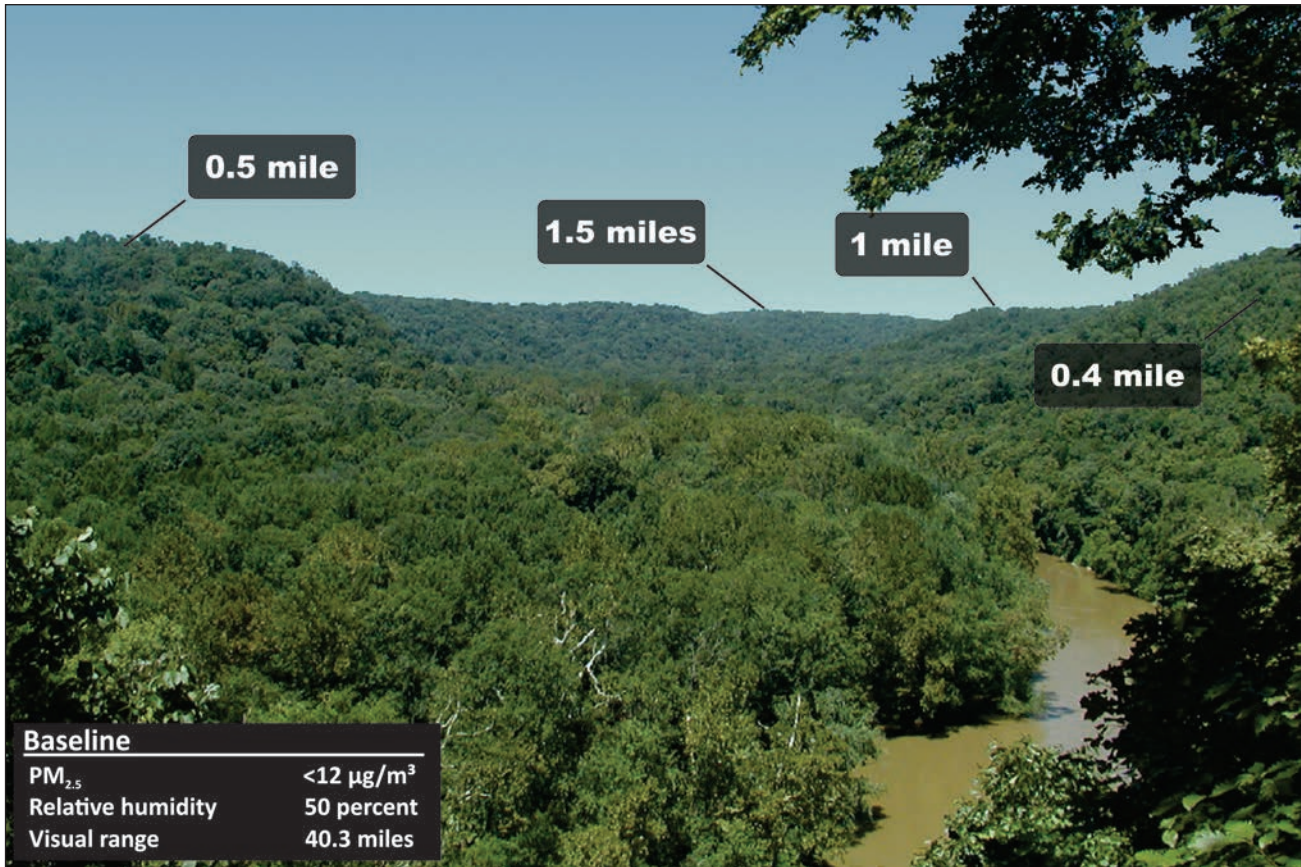 0.5 mile
1.5 miles
1 mile
0.4 mile
Baseline
PM2.5 <12 µg/m³
Relative humidity 50 percent
Visual range 40.3 miles